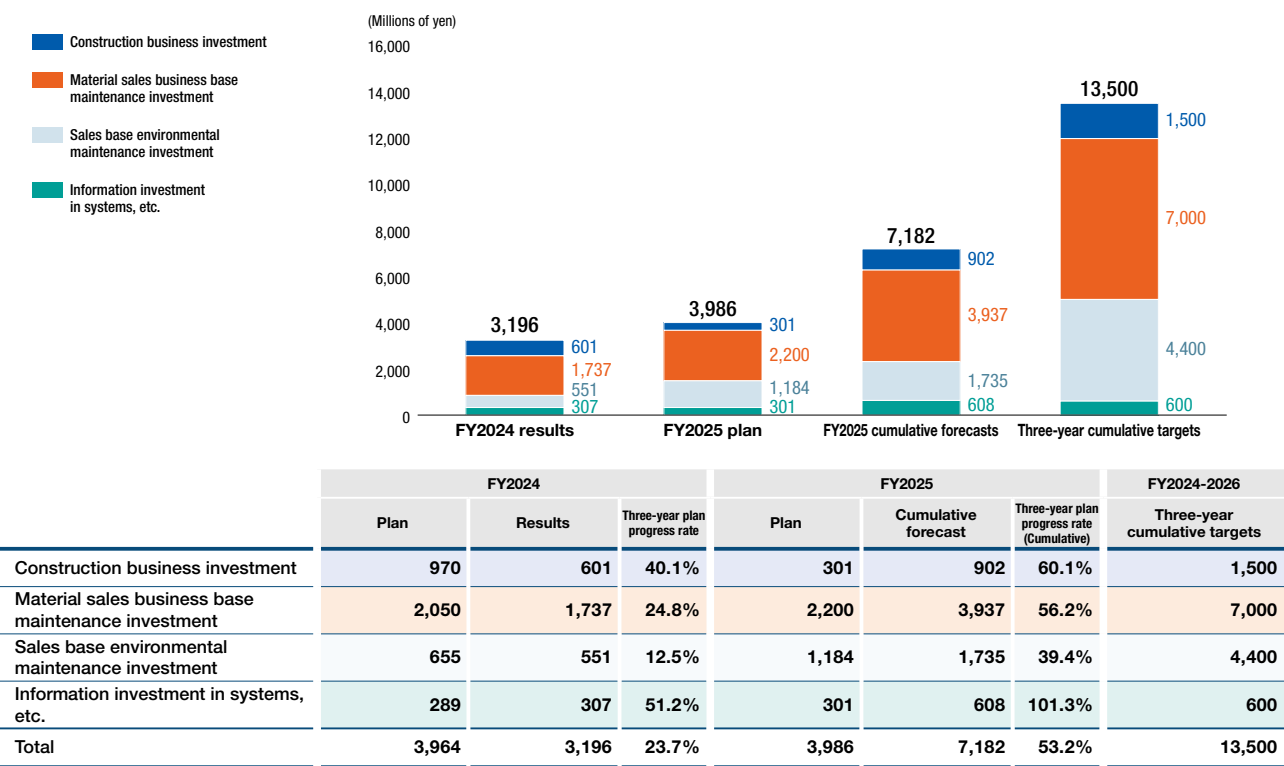 (Millions of yen)
Construction business investment
Material sales business base
maintenance investment
Sales base environmental
maintenance investment
Information investment
in systems, etc.
16,000
14,000
12,000
10,000
8,000
6,000
4,000
2,000
0
3,196
601
1,737
551
307
3,986
301
2,200
1,184
301
7,182
902
3,937
1,735
608
13,500
1,500
7,000
4,400
600
FY2024 results
FY2025 plan
FY2025 cumulative forecasts
Three-year cumulative targets
FY2024
FY2025
FY2024-2026
Plan
Results
Three-year plan
progress rate
Plan
Cumulative
forecast
Three-year plan
progress rate
(Cumulative)
Three-year
cumulative targets
Construction business investment 970 601 40.1% 301 902 60.1% 1,500
Material sales business base
maintenance investment 2,050 1,737 24.8% 2,200 3,937 56.2% 7,000
Sales base environmental
maintenance investment 655 551 12.5% 1,184 1,735 39.4% 4,400
Information investment in systems,
etc. 289 307 51.2% 301 608 101.3% 600
Total 3,964 3,196 23.7% 3,986 7,182 53.2% 13,500